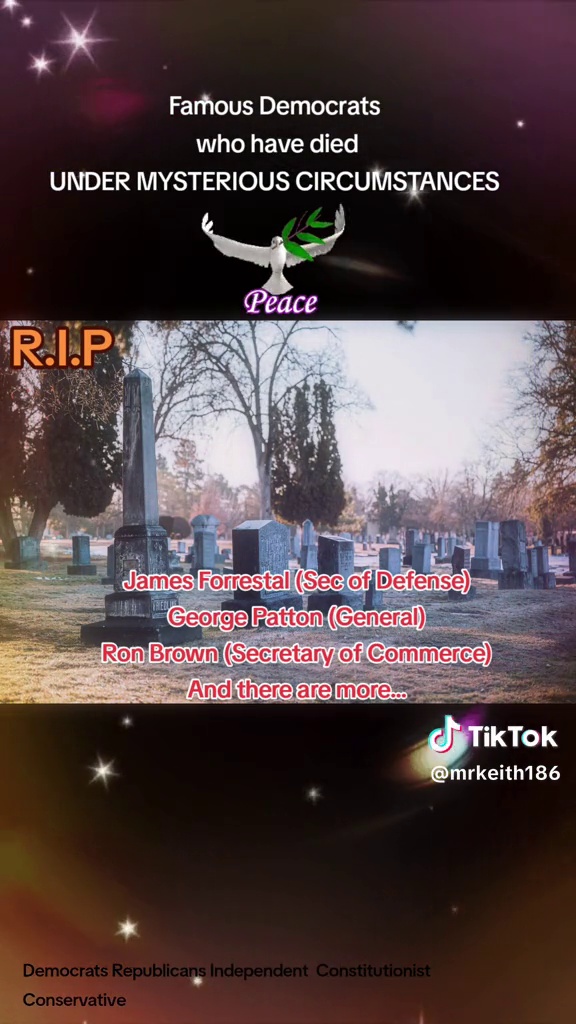 Famous Democrats
who have died
UNDER MYSTERIOUS CIRCUMSTANCES
Peace
R.I.P
James Forrestal (Sec of Defense)
George Patton (General)
Ron Brown (Secretary of Commerce)
And there are more...
TikTok
@mrkeith186
Democrats Republicans Independent Constitutionist
Conservative